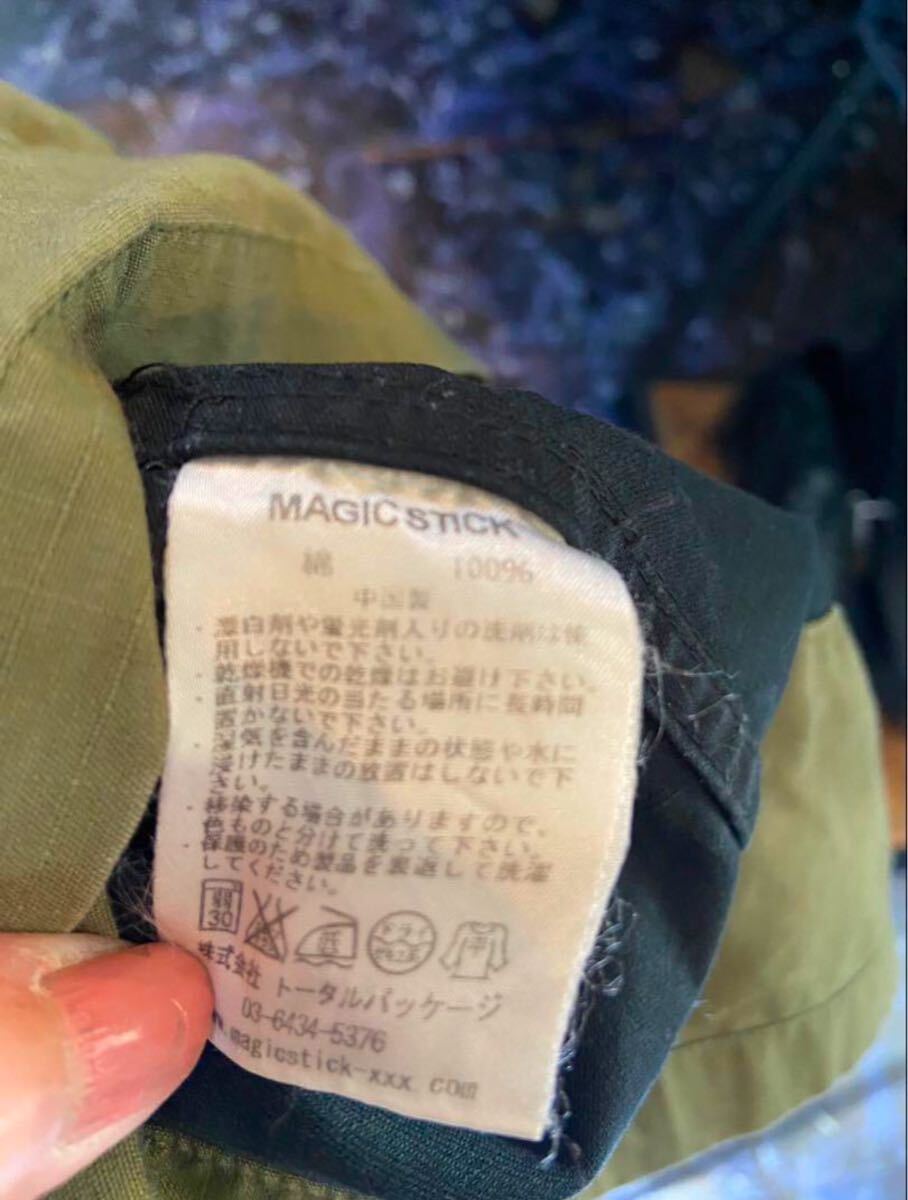 MAGIC STICK
綿 100%
中国製
・漂白剤や蛍光剤入りの洗剤は使
用しないで下さい。
・乾燥機での乾燥はお避け下さい。
・直射日光の当たる場所に長時間
置かないで下さい。
・湿気を含んだままの状態や水に
浸けたままの放置はしないで下
さい。
・移染する場合がありますので、
色ものと分けて洗って下さい。
・保護のため製品を裏返して洗濯
してください。
弱
30
中
ドライ
株式会社 トータルパッケージ
03-6434-5376
.magicstick-xxx.com